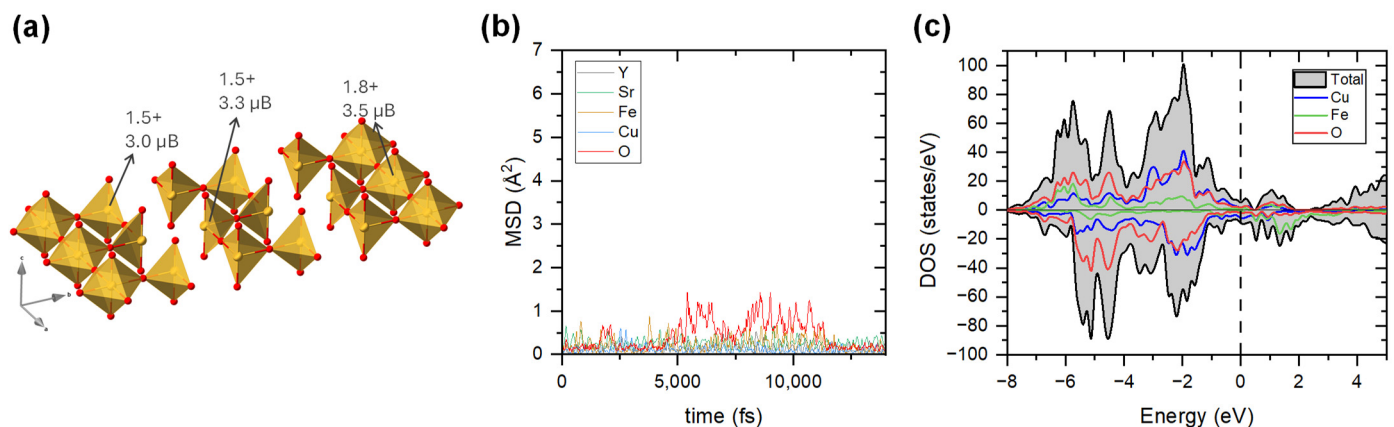 (a)
1.5+
3.0 μB
1.5+
3.3 μB
1.8+
3.5 μB
c
b
a
(b)
7
6
5
4
3
2
1
0
MSD (Å²)
Y
Sr
Fe
Cu
O
0
5,000
10,000
time (fs)
(c)
100
80
60
40
20
0
−20
−40
−60
−80
−100
DOS (states/eV)
Total
Cu
Fe
O
−8
−6
−4
−2
0
2
4
Energy (eV)